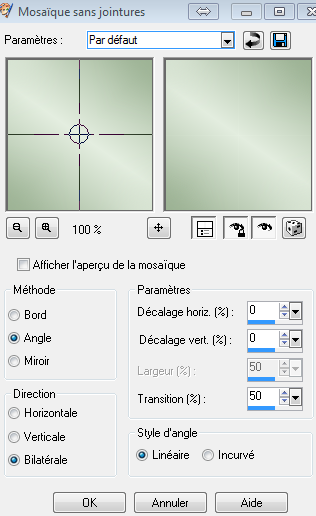 Mosaïque sans jointures
Paramètres : Par défaut
100 %
Afficher l'aperçu de la mosaïque
Méthode
Bord
Angle
Miroir
Direction
Horizontale
Verticale
Bilatérale
Paramètres
Décalage horiz. (%) : 0
Décalage vert. (%) : 0
Largeur (%) : 50
Transition (%) : 50
Style d'angle
Linéaire Incurvé
OK Annuler Aide